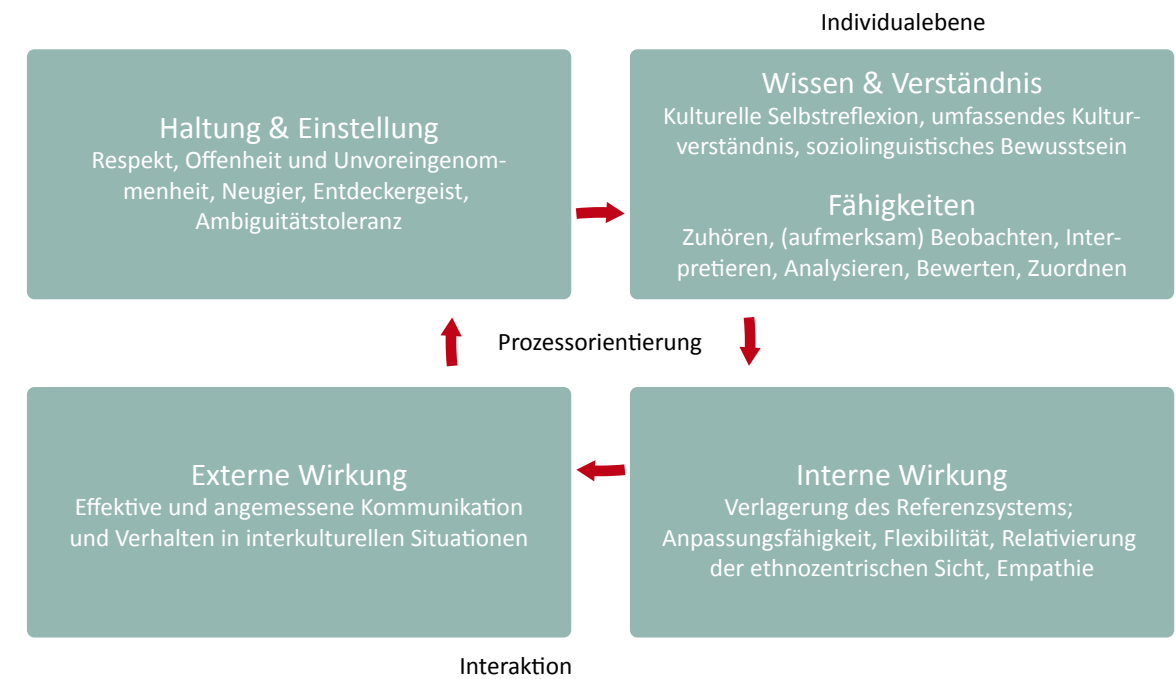 Individualebene
Haltung & Einstellung
Respekt, Offenheit und Unvoreingenom-
menheit, Neugier, Entdeckergeist,
Ambiguitätstoleranz
Wissen & Verständnis
Kulturelle Selbstreflexion, umfassendes Kultur-
verständnis, soziolinguistisches Bewusstsein
Fähigkeiten
Zuhören, (aufmerksam) Beobachten, Inter-
pretieren, Analysieren, Bewerten, Zuordnen
Prozessorientierung
Externe Wirkung
Effektive und angemessene Kommunikation
und Verhalten in interkulturellen Situationen
Interne Wirkung
Verlagerung des Referenzsystems;
Anpassungsfähigkeit, Flexibilität, Relativierung
der ethnozentrischen Sicht, Empathie
Interaktion